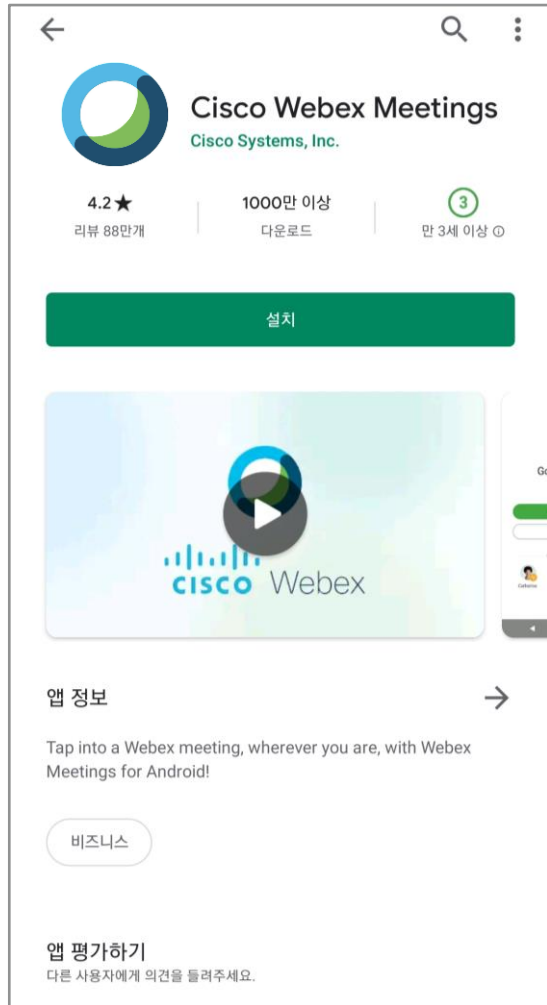 Cisco Webex Meetings
Cisco Systems, Inc.
4.2★
리뷰 88만개
1000만 이상
다운로드
3
만 3세 이상 ⓘ
설치
CISCO Webex
Go
앱 정보
Tap into a Webex meeting, wherever you are, with Webex
Meetings for Android!
비즈니스
앱 평가하기
다른 사용자에게 의견을 들려주세요.